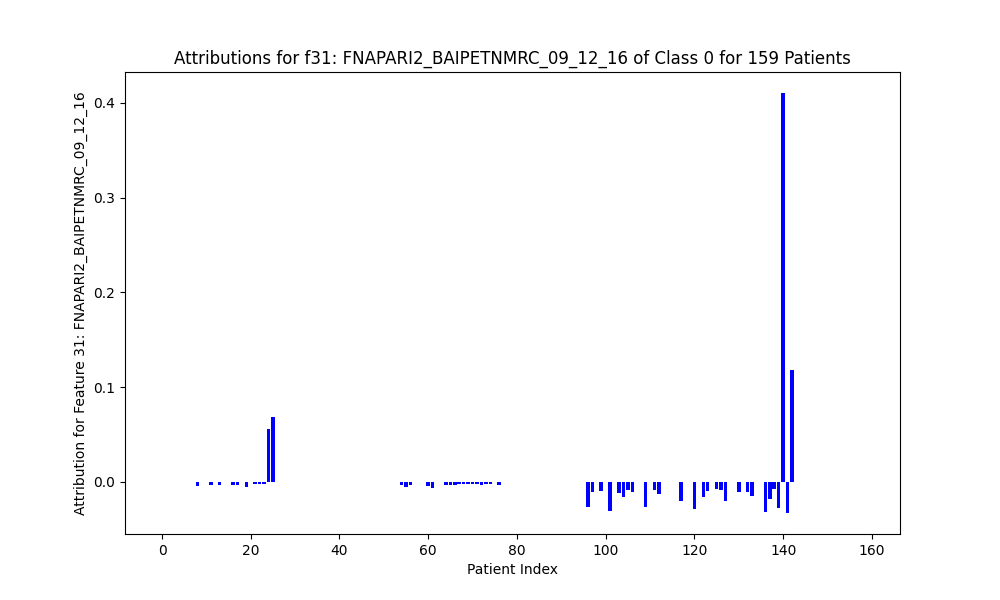 Attributions for f31: FNAPARI2_BAIPETNMRC_09_12_16 of Class 0 for 159 Patients
Attribution for Feature 31: FNAPARI2_BAIPETNMRC_09_12_16
0.4
0.3
0.2
0.1
0.0
0 20 40 60 80 100 120 140 160
Patient Index